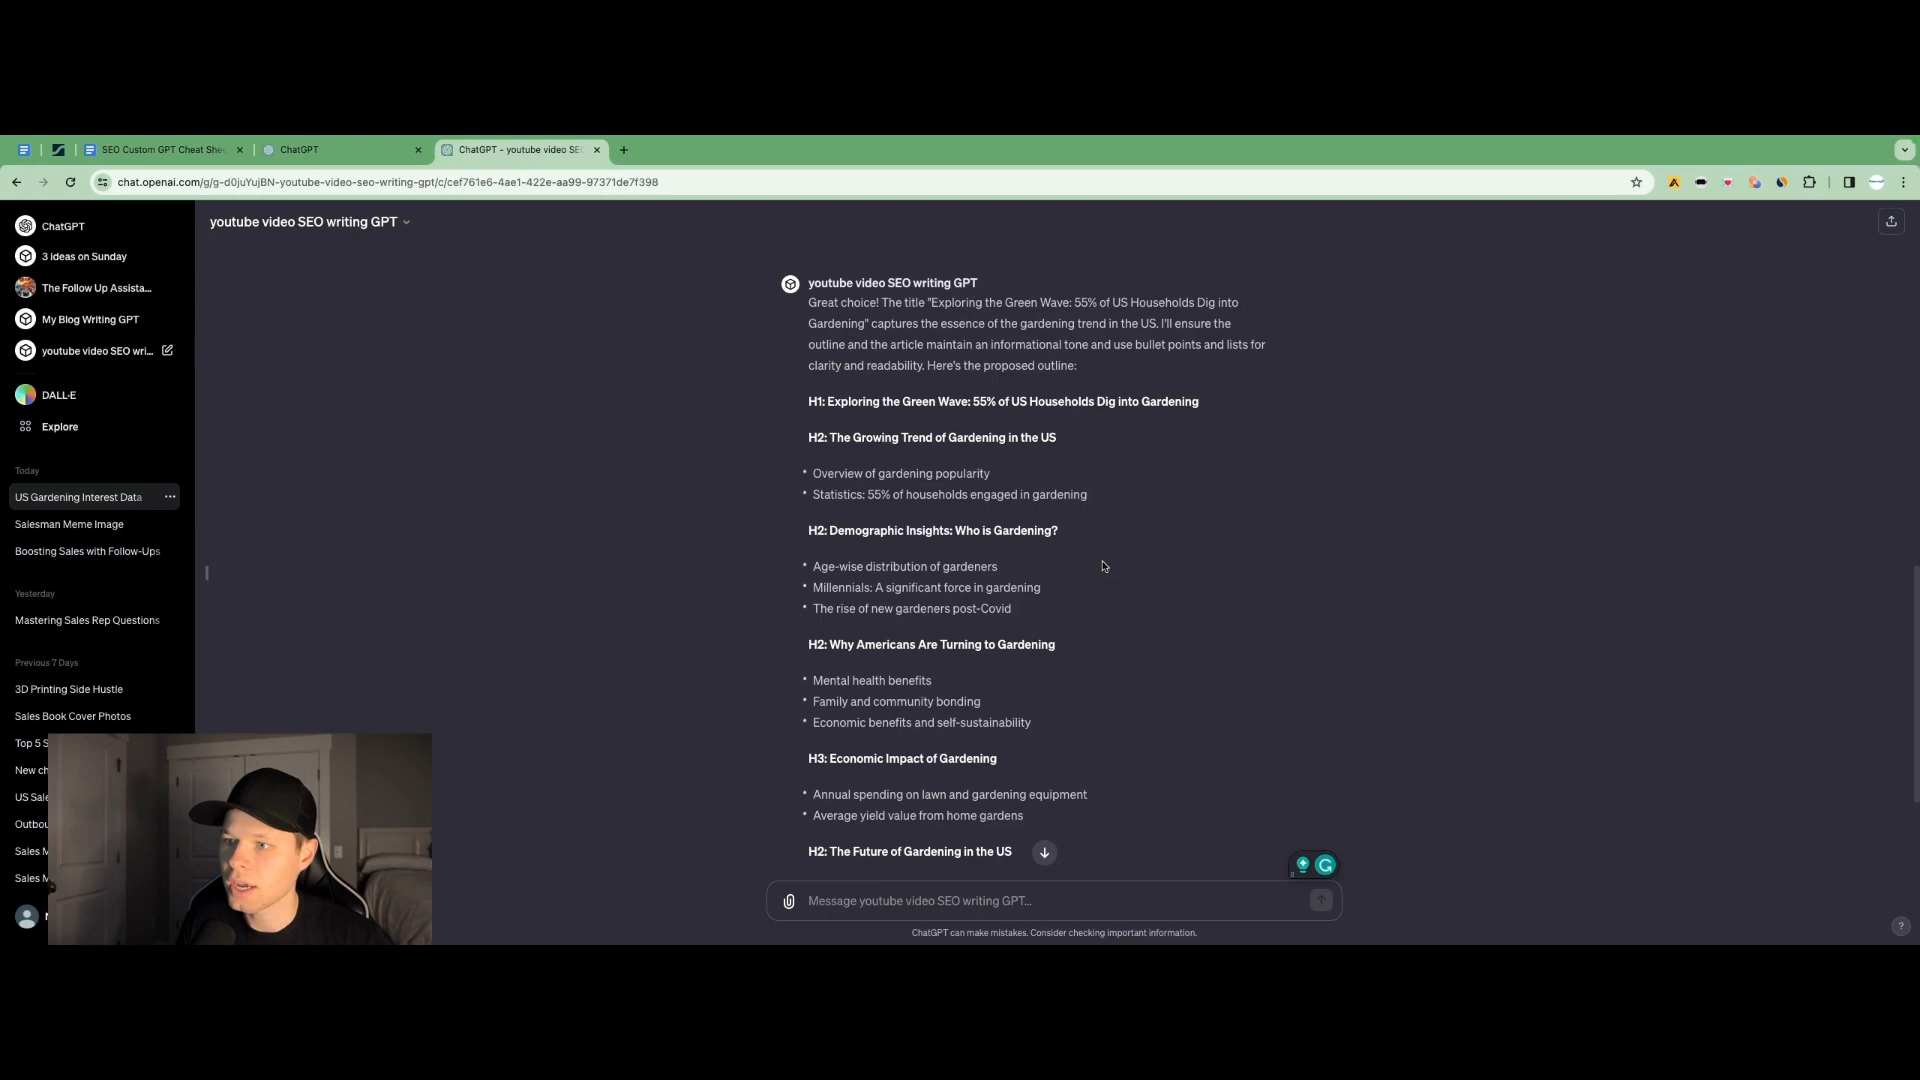 SEO Custom GPT Cheat She
ChatGPT
ChatGPT - youtube video SEC
chat.openai.com/g/g-d0juYujBN-youtube-video-seo-writing-gpt/c/cef761e6-4ae1-422e-aa99-97371de7f398
ChatGPT
3 ideas on Sunday
The Follow Up Assista...
My Blog Writing GPT
youtube video SEO wri...
DALL·E
Explore
Today
US Gardening Interest Data
Salesman Meme Image
Boosting Sales with Follow-Ups
Yesterday
Mastering Sales Rep Questions
Previous 7 Days
3D Printing Side Hustle
Sales Book Cover Photos
Top 5 S
New ch
US Sale
Outbou
Sales M
Sales M
youtube video SEO writing GPT
youtube video SEO writing GPT
Great choice! The title "Exploring the Green Wave: 55% of US Households Dig into
Gardening" captures the essence of the gardening trend in the US. I'll ensure the
outline and the article maintain an informational tone and use bullet points and lists for
clarity and readability. Here's the proposed outline:
H1: Exploring the Green Wave: 55% of US Households Dig into Gardening
H2: The Growing Trend of Gardening in the US
• Overview of gardening popularity
• Statistics: 55% of households engaged in gardening
H2: Demographic Insights: Who is Gardening?
• Age-wise distribution of gardeners
• Millennials: A significant force in gardening
• The rise of new gardeners post-Covid
H2: Why Americans Are Turning to Gardening
• Mental health benefits
• Family and community bonding
• Economic benefits and self-sustainability
H3: Economic Impact of Gardening
• Annual spending on lawn and gardening equipment
• Average yield value from home gardens
H2: The Future of Gardening in the US
Message youtube video SEO writing GPT...
ChatGPT can make mistakes. Consider checking important information.
?